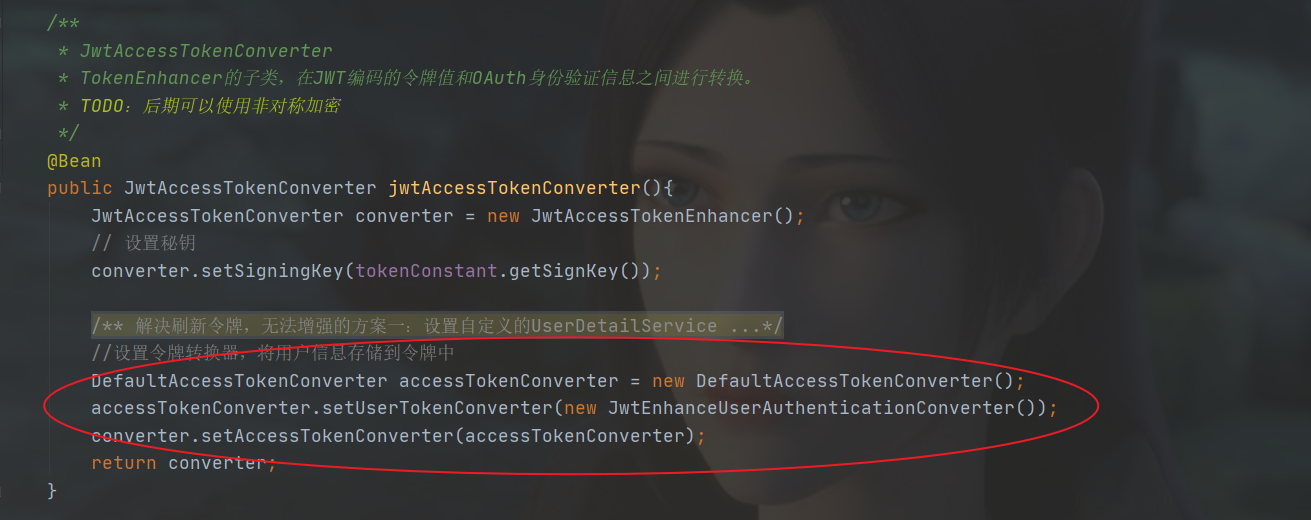 /**
 * JwtAccessTokenConverter
 * TokenEnhancer的子类，在JWT编码的令牌值和OAuth身份验证信息之间进行转换。
 * TODO：后期可以使用非对称加密
 */
@Bean
public JwtAccessTokenConverter jwtAccessTokenConverter(){
    JwtAccessTokenConverter converter = new JwtAccessTokenEnhancer();
    // 设置秘钥
    converter.setSigningKey(tokenConstant.getSignKey());
    /** 解决刷新令牌，无法增强的方案一：设置自定义的UserDetailService ...*/
    //设置令牌转换器，将用户信息存储到令牌中
    DefaultAccessTokenConverter accessTokenConverter = new DefaultAccessTokenConverter();
    accessTokenConverter.setUserTokenConverter(new JwtEnhanceUserAuthenticationConverter());
    converter.setAccessTokenConverter(accessTokenConverter);
    return converter;
}